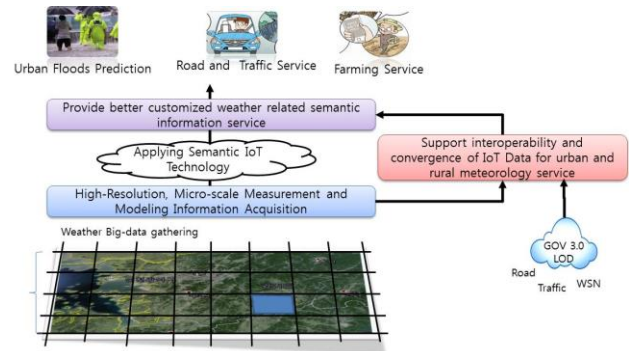 Urban Floods Prediction
Road and Traffic Service
Farming Service
Provide better customized weather related semantic
information service
Applying Semantic IoT
Technology
Support interoperability and
convergence of IoT Data for urban and
rural meteorology service
High-Resolution, Micro-scale Measurement and
Modeling Information Acquisition
Weather Big-data gathering
GOV 3.0
LOD
Road
Traffic
WSN